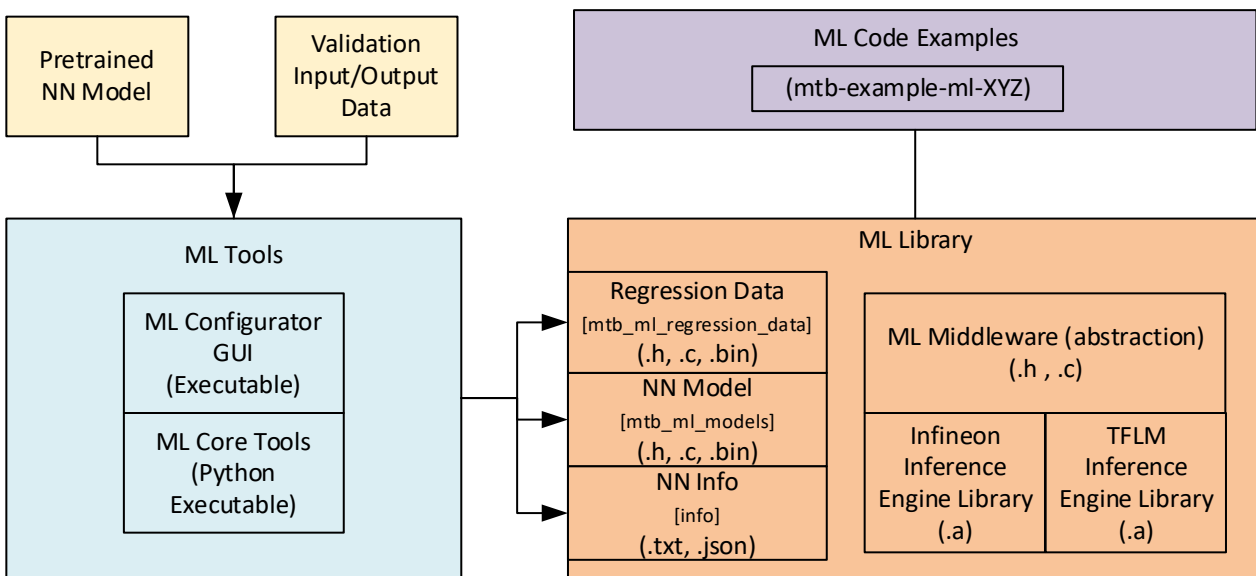 Pretrained
NN Model
Validation
Input/Output
Data
ML Code Examples
(mtb-example-ml-XYZ)
ML Tools
ML Configurator
GUI
(Executable)
ML Core Tools
(Python
Executable)
ML Library
Regression Data
[mtb_ml_regression_data]
(.h, .c, .bin)
NN Model
[mtb_ml_models]
(.h, .c, .bin)
NN Info
[info]
(.txt, .json)
ML Middleware (abstraction)
(.h , .c)
Infineon
Inference
Engine Library
(.a)
TFLM
Inference
Engine Library
(.a)